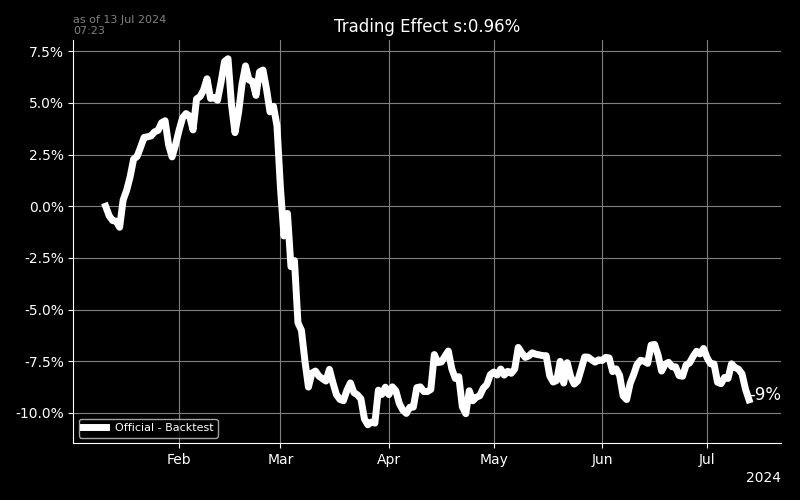 as of 13 Jul 2024
07:23
Trading Effect s:0.96%
7.5%
5.0%
2.5%
0.0%
-2.5%
-5.0%
-7.5%
-10.0%
-9%
Official - Backtest
Feb Mar Apr May Jun Jul
2024